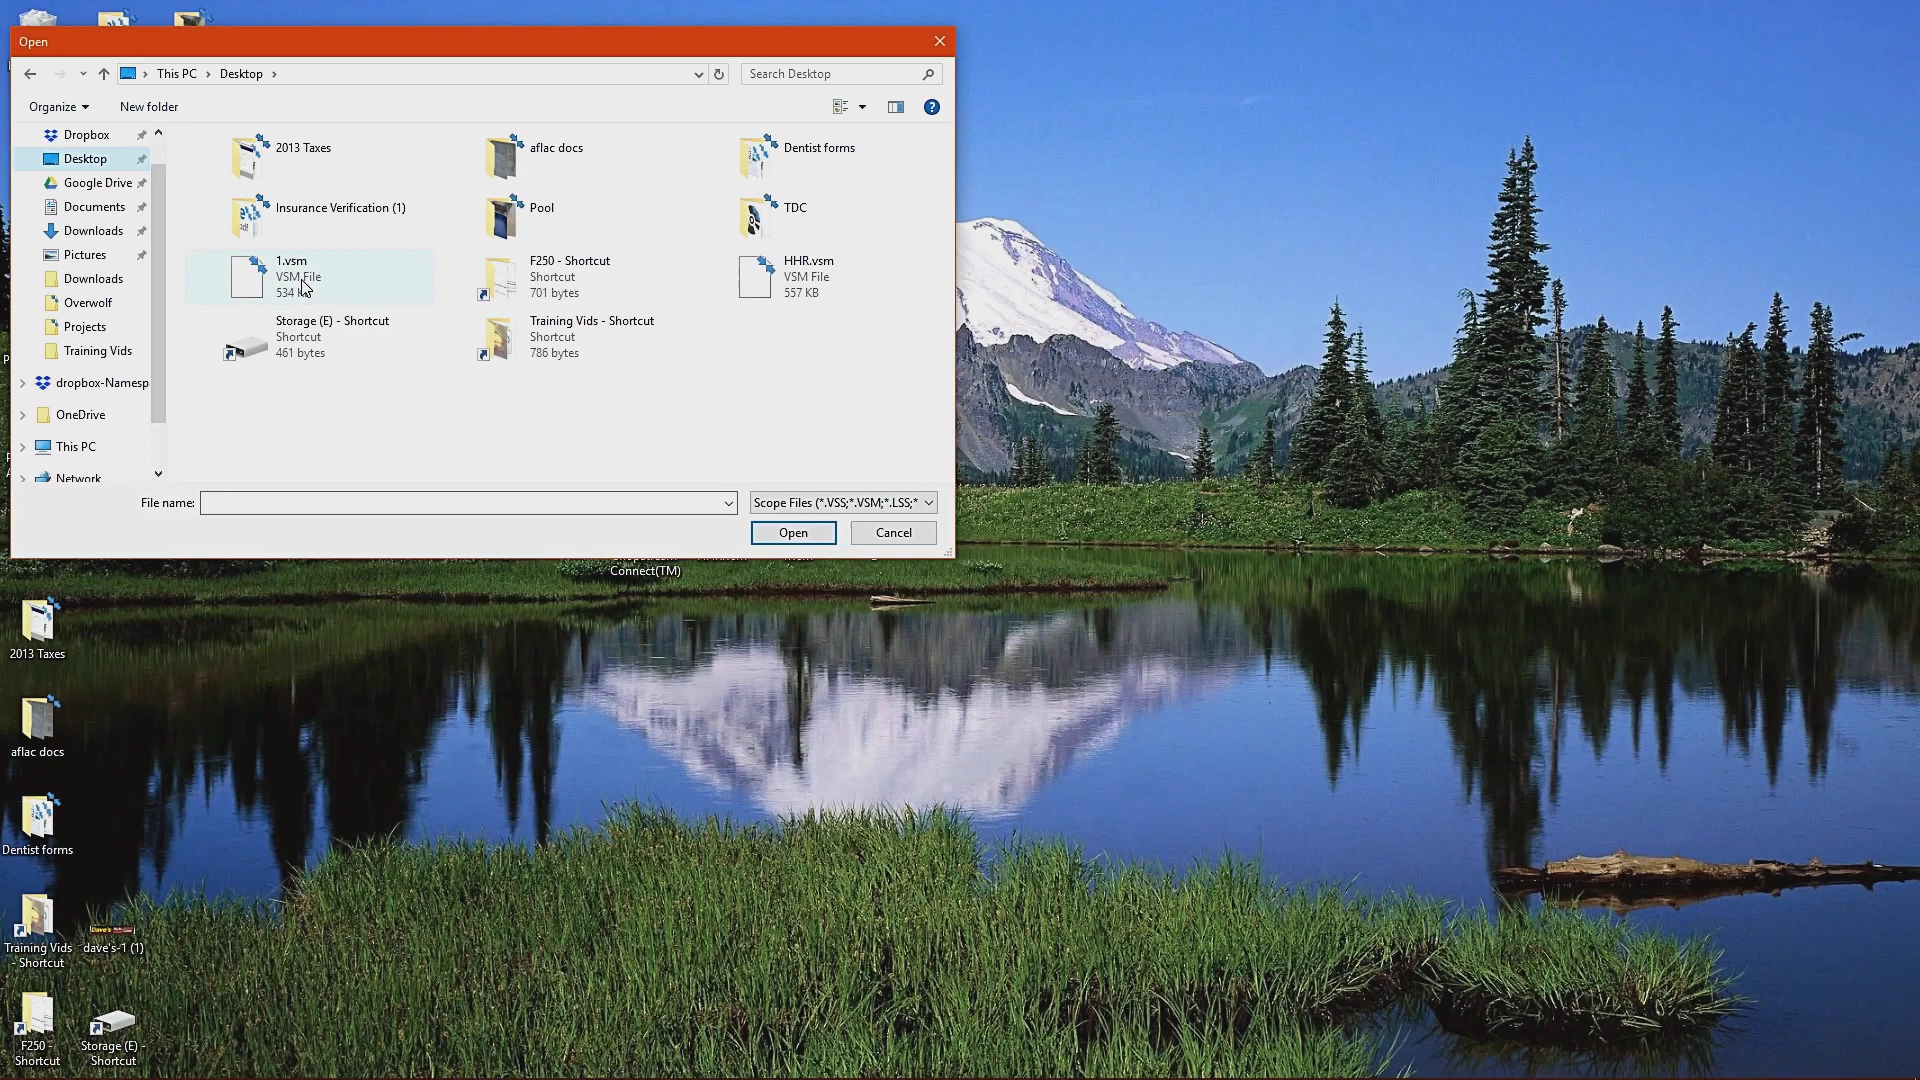 Open
This PC
Desktop
Search Desktop
Organize
New folder
Dropbox
Desktop
Google Drive
Documents
Downloads
Pictures
Downloads
Overwolf
Projects
Training Vids
dropbox-Namesp
OneDrive
This PC
Network
2013 Taxes
aflac docs
Dentist forms
Insurance Verification (1)
Pool
TDC
1.vsm
VSM File
534
F250 - Shortcut
Shortcut
701 bytes
HHR.vsm
VSM File
557 KB
Storage (E) - Shortcut
Shortcut
461 bytes
Training Vids - Shortcut
Shortcut
786 bytes
File name:
Scope Files (*.VSS;*.VSM;*.LSS;*
Open
Cancel
Connect(TM)
2013 Taxes
aflac docs
Dentist forms
Training Vids
- Shortcut
dave's-1 (1)
F250 -
Shortcut
Storage (E) -
Shortcut